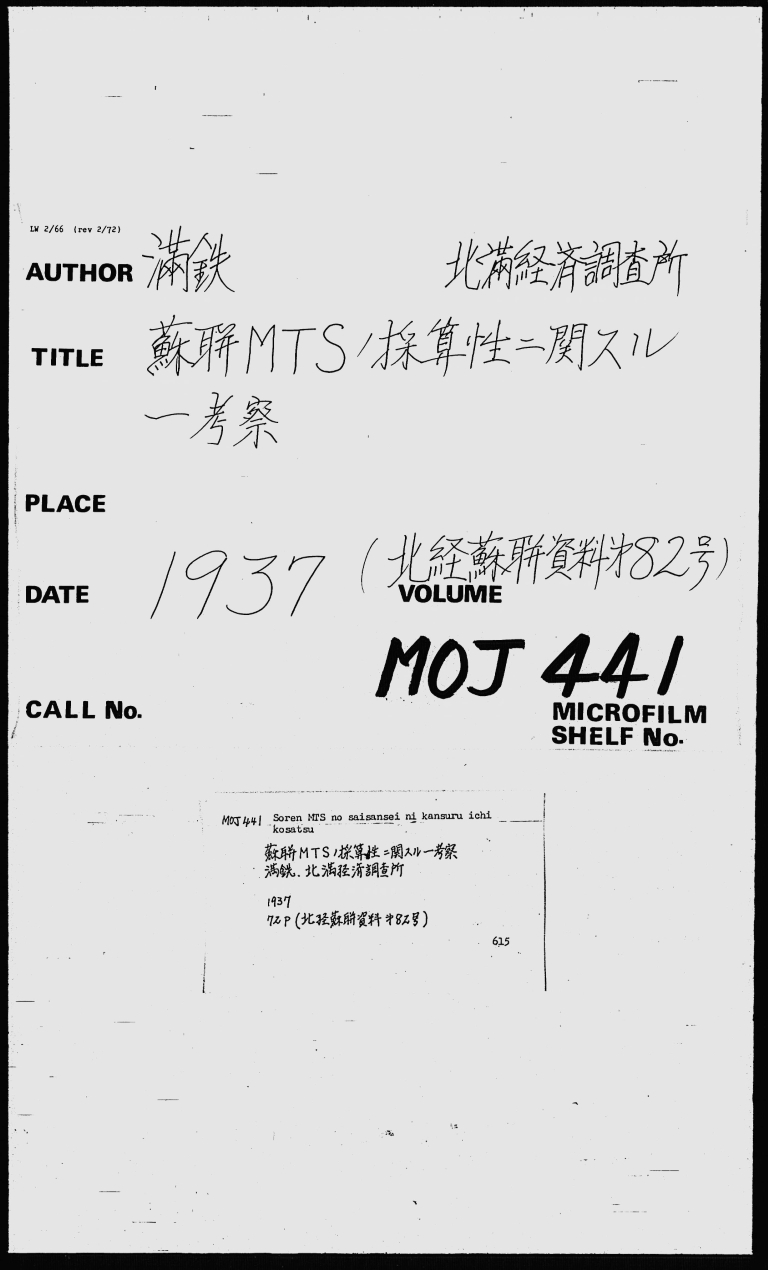 LW 2/66 (rev 2/72)
AUTHOR 満鉄 北満経済調査所
TITLE 蘇聯MTSノ採算性ニ関スル
一考察
PLACE
DATE 1937 (北経蘇聯資料才82号)
VOLUME
MOJ 441
CALL No.
MICROFILM
SHELF No.
MOJ 441 Soren MTS no saisansei ni kansuru ichi
kosatsu
蘇聯MTSノ採算性ニ関スル一考察
満鉄. 北満経済調査所
1937
72P (北経蘇聯資料才82号)
615